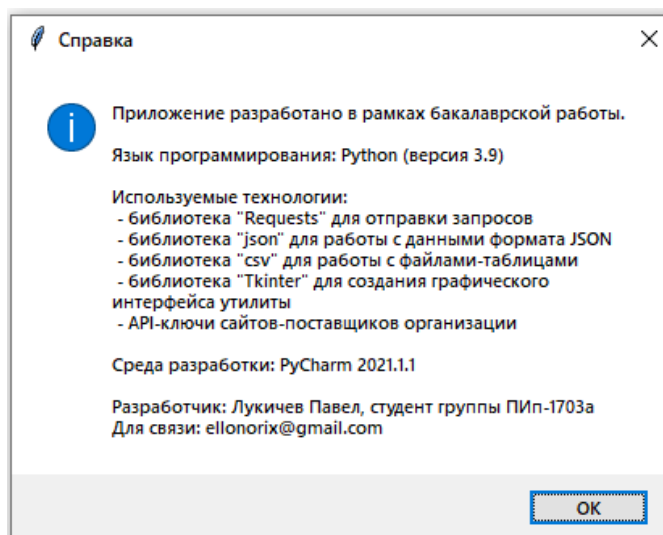 Справка
Приложение разработано в рамках бакалаврской работы.
Язык программирования: Python (версия 3.9)
Используемые технологии:
- библиотека "Requests" для отправки запросов
- библиотека "json" для работы с данными формата JSON
- библиотека "csv" для работы с файлами-таблицами
- библиотека "Tkinter" для создания графического
интерфейса утилиты
- API-ключи сайтов-поставщиков организации
Среда разработки: PyCharm 2021.1.1
Разработчик: Лукичев Павел, студент группы ПИп-1703а
Для связи: ellonorix@gmail.com
ОК